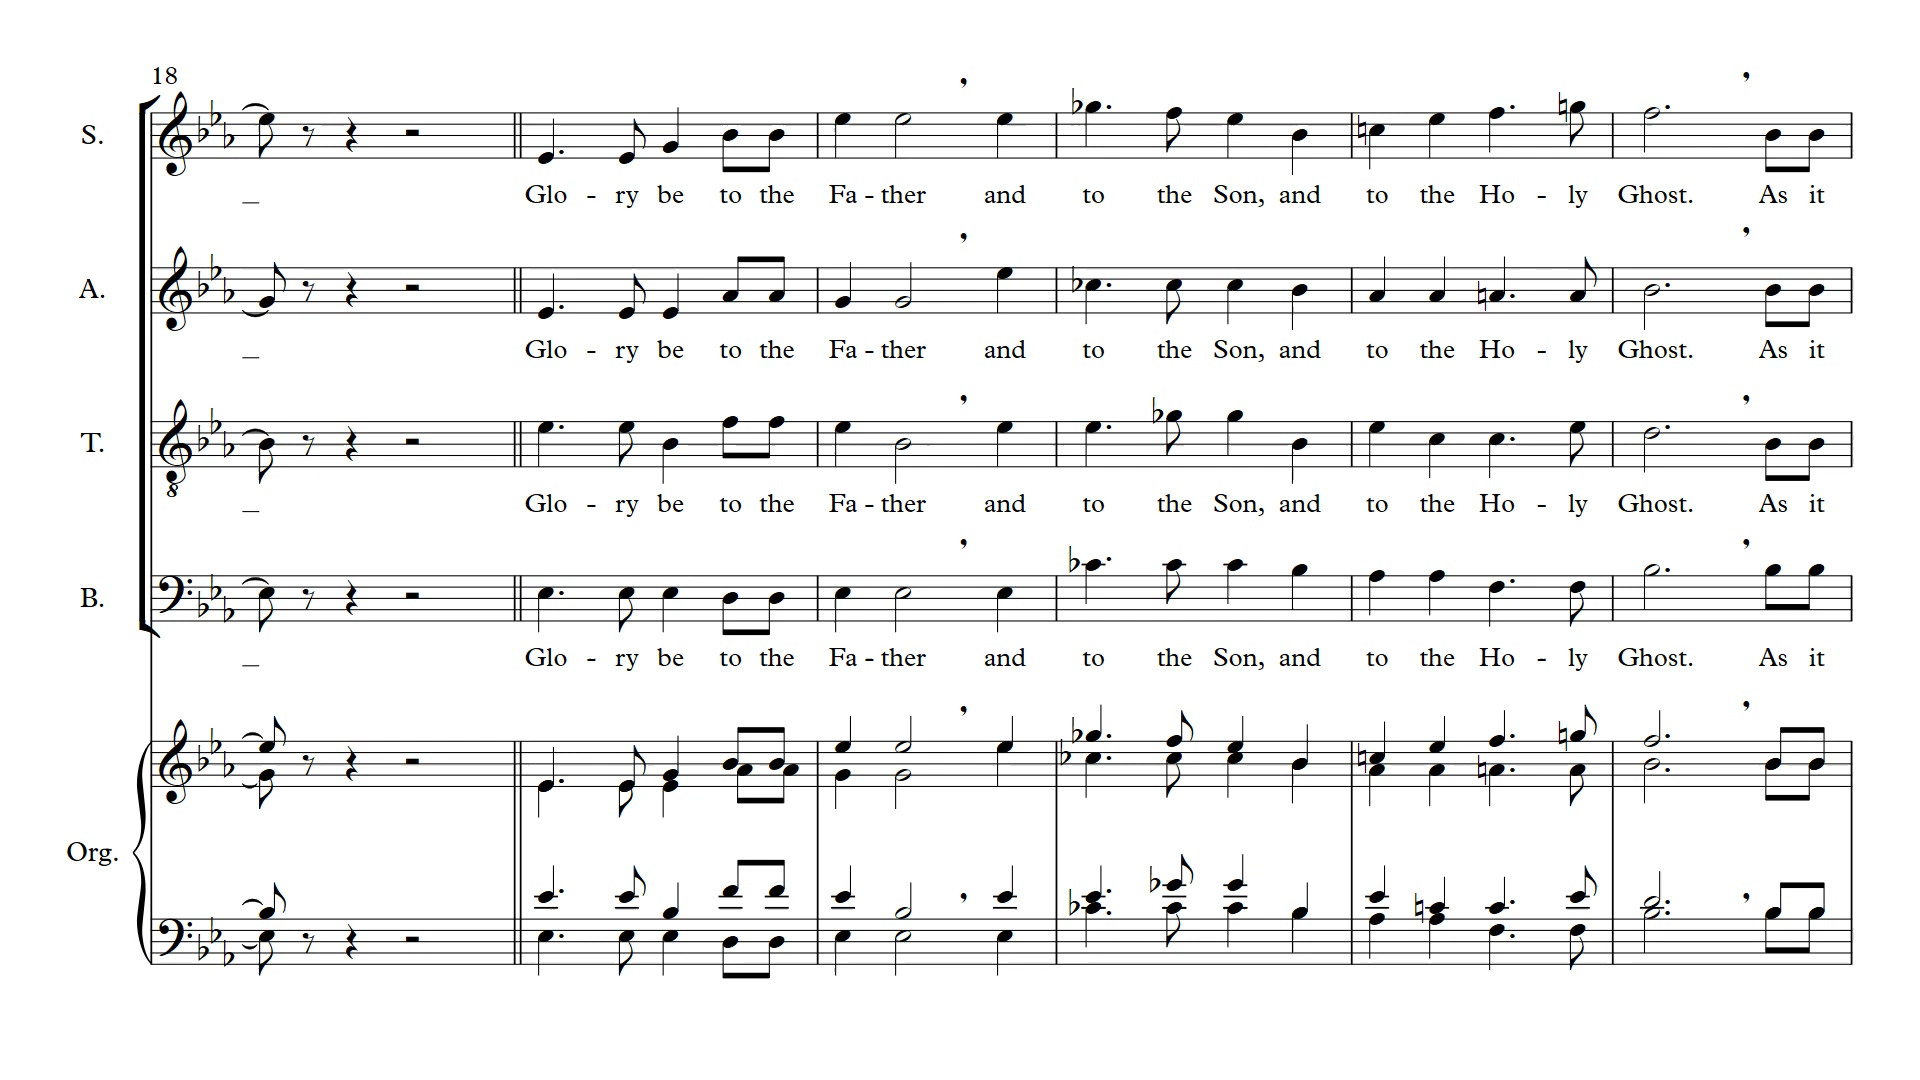 18
S.
_ Glo - ry be to the Fa - ther and to the Son, and to the Ho - ly Ghost. As it
A.
_ Glo - ry be to the Fa - ther and to the Son, and to the Ho - ly Ghost. As it
T.
8
_ Glo - ry be to the Fa - ther and to the Son, and to the Ho - ly Ghost. As it
B.
_ Glo - ry be to the Fa - ther and to the Son, and to the Ho - ly Ghost. As it
Org.